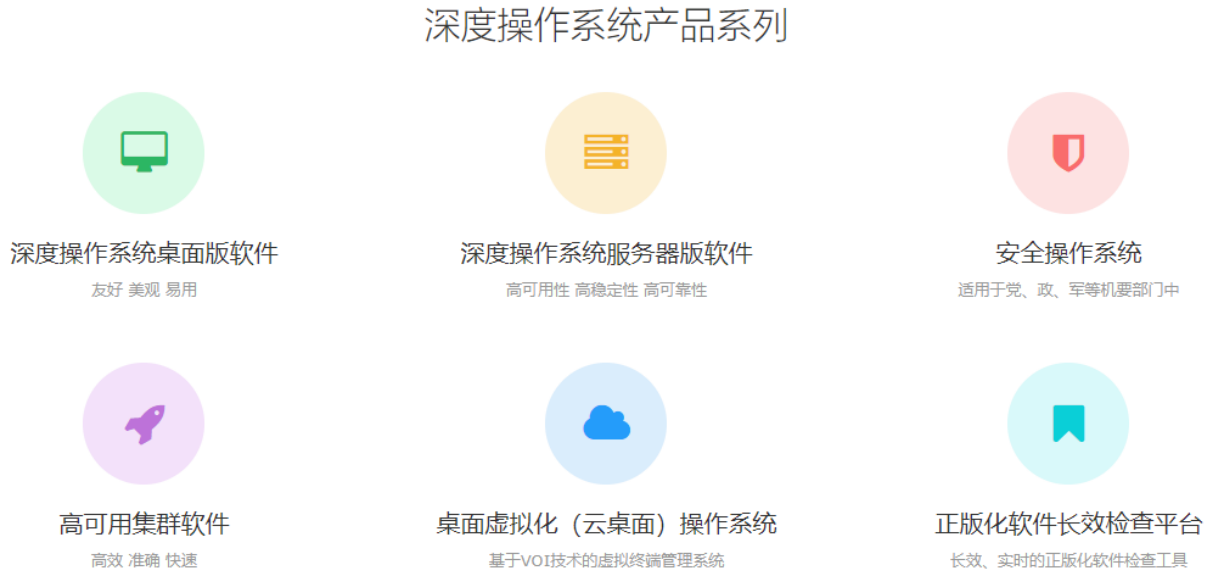 深度操作系统产品系列
深度操作系统桌面版软件
友好 美观 易用
深度操作系统服务器版软件
高可用性 高稳定性 高可靠性
安全操作系统
适用于党、政、军等机要部门中
高可用集群软件
高效 准确 快速
桌面虚拟化（云桌面）操作系统
基于VOI技术的虚拟终端管理系统
正版化软件长效检查平台
长效、实时的正版化软件检查工具